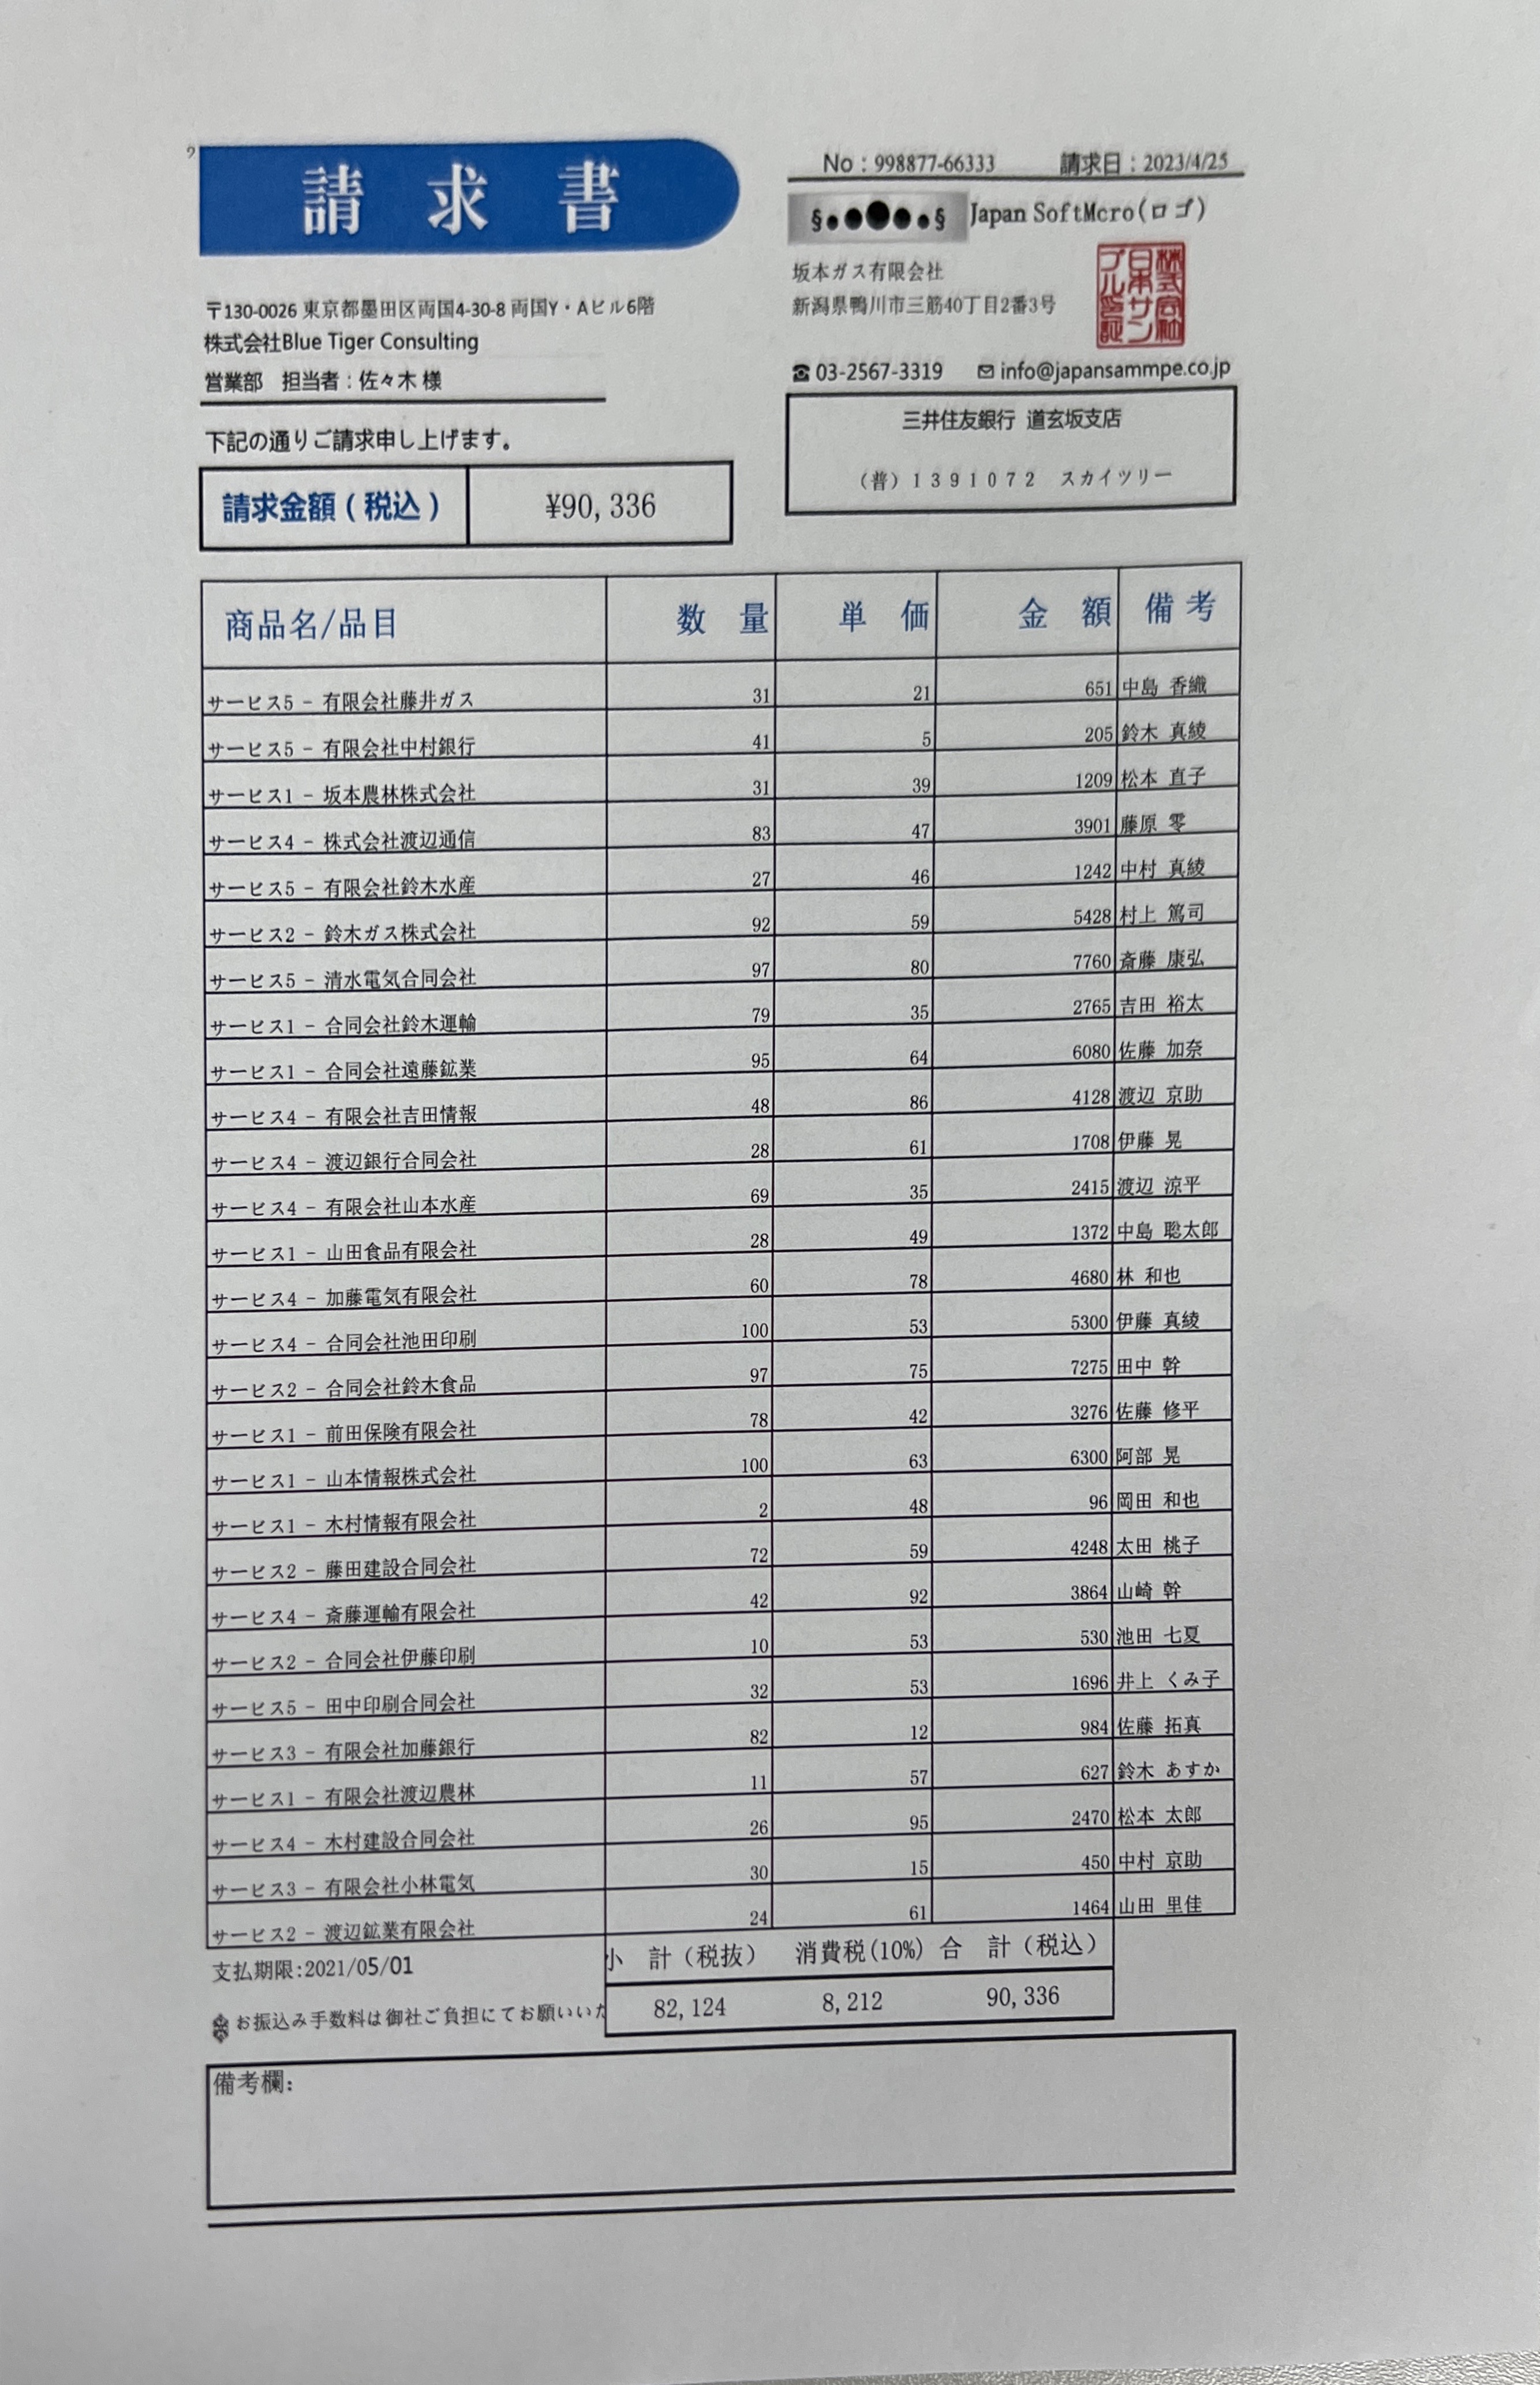 請求書
No：998877-66333 請求日：2023/4/25
§●●●●●§ Japan SoftMcro(ロゴ)
坂本ガス有限会社
新潟県鴨川市三筋40丁目2番3号
株式会社
日本サン
プル
〒130-0026 東京都墨田区両国4-30-8 両国Y・Aビル6階
株式会社Blue Tiger Consulting
営業部 担当者：佐々木 様
☎ 03-2567-3319 ✉ info@japansammpe.co.jp
三井住友銀行 道玄坂支店
（普）１３９１０７２ スカイツリー
下記の通りご請求申し上げます。
請求金額（税込） ¥90,336
商品名/品目 数 量 単 価 金 額 備考
サービス5 - 有限会社藤井ガス 31 21 651 中島 香織
サービス5 - 有限会社中村銀行 41 5 205 鈴木 真綾
サービス1 - 坂本農林株式会社 31 39 1209 松本 直子
サービス4 - 株式会社渡辺通信 83 47 3901 藤原 零
サービス5 - 有限会社鈴木水産 27 46 1242 中村 真綾
サービス2 - 鈴木ガス株式会社 92 59 5428 村上 篤司
サービス5 - 清水電気合同会社 97 80 7760 斎藤 康弘
サービス1 - 合同会社鈴木運輸 79 35 2765 吉田 裕太
サービス1 - 合同会社遠藤鉱業 95 64 6080 佐藤 加奈
サービス4 - 有限会社吉田情報 48 86 4128 渡辺 京助
サービス4 - 渡辺銀行合同会社 28 61 1708 伊藤 晃
サービス4 - 有限会社山本水産 69 35 2415 渡辺 涼平
サービス1 - 山田食品有限会社 28 49 1372 中島 聡太郎
サービス4 - 加藤電気有限会社 60 78 4680 林 和也
サービス4 - 合同会社池田印刷 100 53 5300 伊藤 真綾
サービス2 - 合同会社鈴木食品 97 75 7275 田中 幹
サービス1 - 前田保険有限会社 78 42 3276 佐藤 修平
サービス1 - 山本情報株式会社 100 63 6300 阿部 晃
サービス1 - 木村情報有限会社 2 48 96 岡田 和也
サービス2 - 藤田建設合同会社 72 59 4248 太田 桃子
サービス4 - 斎藤運輸有限会社 42 92 3864 山崎 幹
サービス2 - 合同会社伊藤印刷 10 53 530 池田 七夏
サービス5 - 田中印刷合同会社 32 53 1696 井上 くみ子
サービス3 - 有限会社加藤銀行 82 12 984 佐藤 拓真
サービス1 - 有限会社渡辺農林 11 57 627 鈴木 あすか
サービス4 - 木村建設合同会社 26 95 2470 松本 太郎
サービス3 - 有限会社小林電気 30 15 450 中村 京助
サービス2 - 渡辺鉱業有限会社 24 61 1464 山田 里佳
支払期限:2021/05/01 小 計（税抜） 消費税(10%) 合 計（税込）
お振込み手数料は御社ご負担にてお願いいた 82,124 8,212 90,336
備考欄：